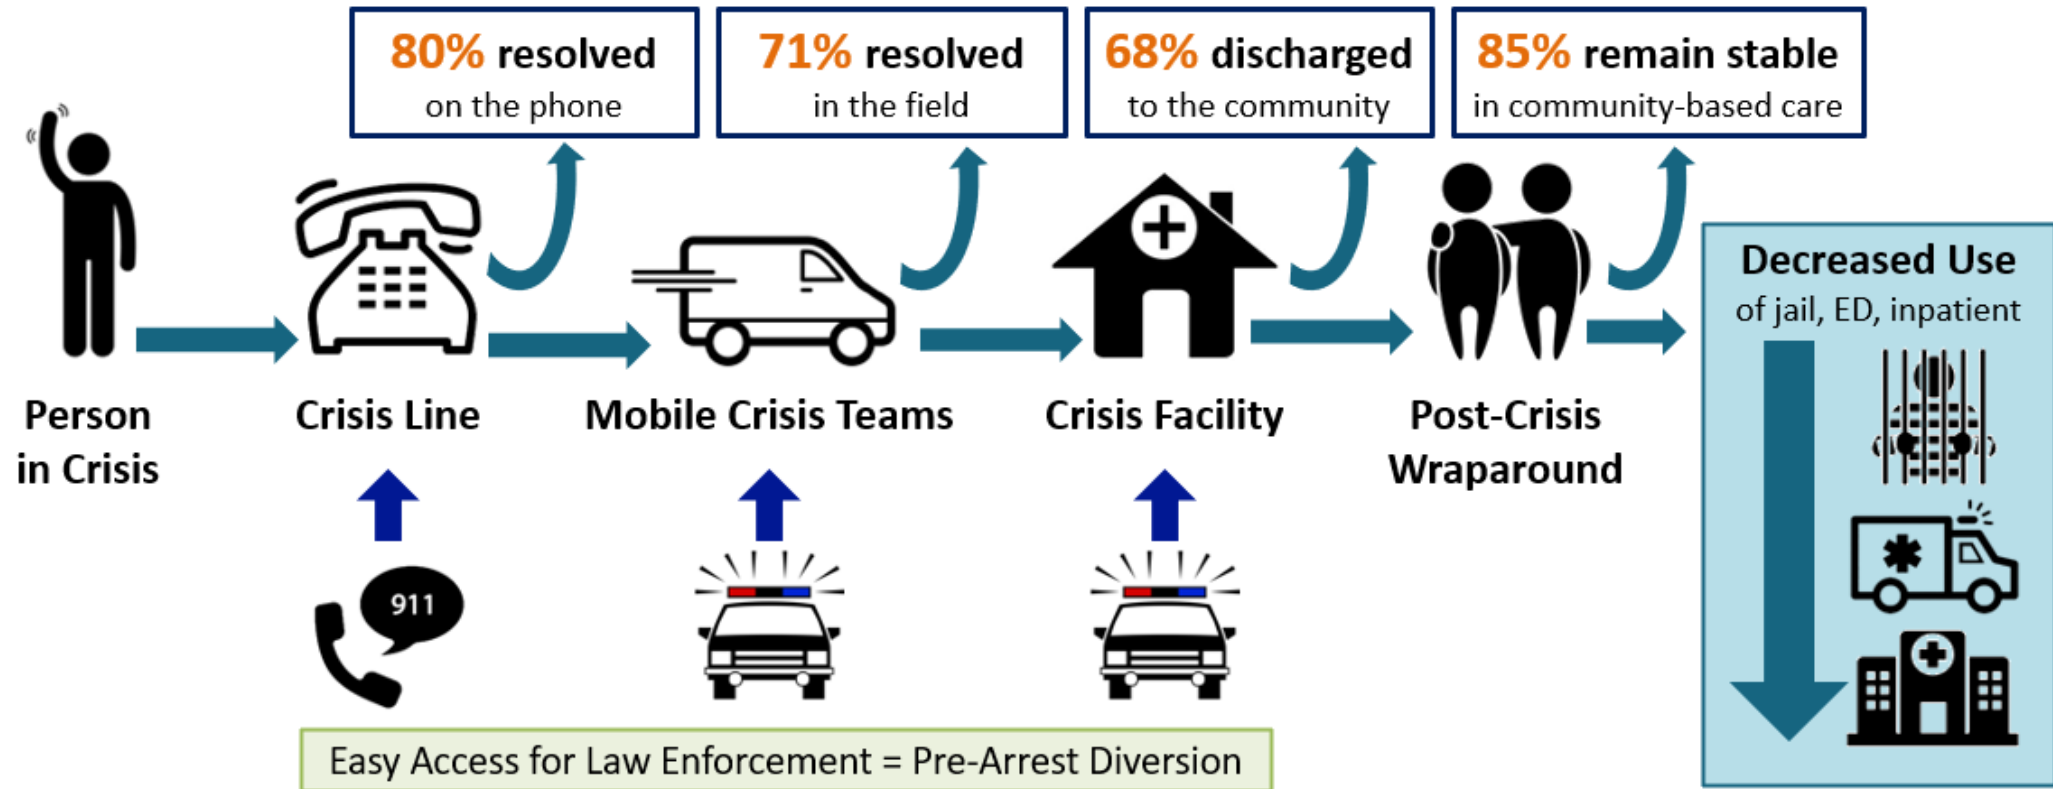 80% resolved
on the phone
71% resolved
in the field
68% discharged
to the community
85% remain stable
in community-based care
Decreased Use
of jail, ED, inpatient
Person
in Crisis
Crisis Line
Mobile Crisis Teams
Crisis Facility
Post-Crisis
Wraparound
911
Easy Access for Law Enforcement = Pre-Arrest Diversion